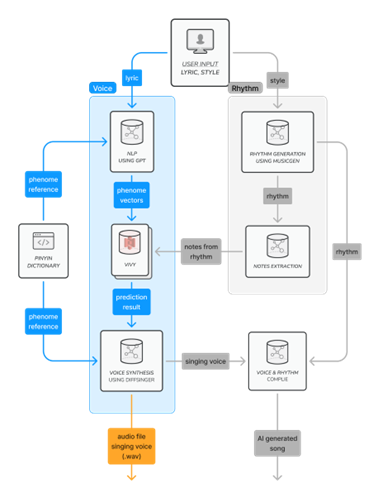 USER INPUT
LYRIC, STYLE
lyric
style
Voice
Rhythm
NLP
USING GPT
RHYTHM GENERATION
USING MUSICGEN
phenome
reference
phenome
vectors
rhythm
PINYIN
DICTIONARY
VIVY
notes from
rhythm
NOTES EXTRACTION
rhythm
phenome
reference
prediction
result
VOICE SYNTHESIS
USING DIFFSINGER
singing voice
VOICE & RHYTHM
COMPILE
audio file
singing voice
(.wav)
AI generated
song